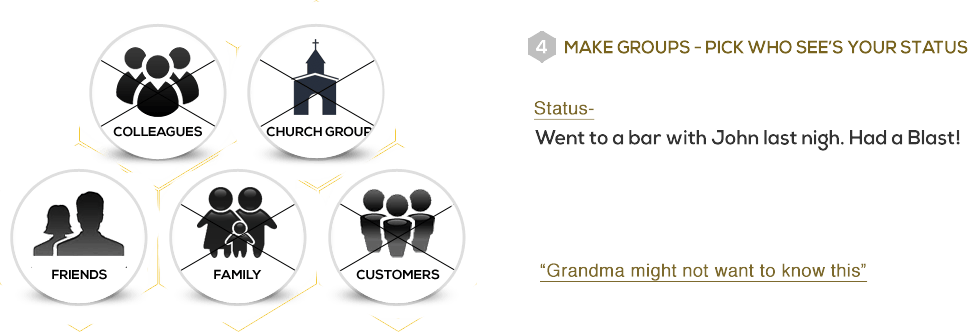 COLLEAGUES
CHURCH GROUP
FRIENDS
FAMILY
CUSTOMERS
4 MAKE GROUPS - PICK WHO SEE'S YOUR STATUS
Status-
Went to a bar with John last nigh. Had a Blast!
“Grandma might not want to know this”